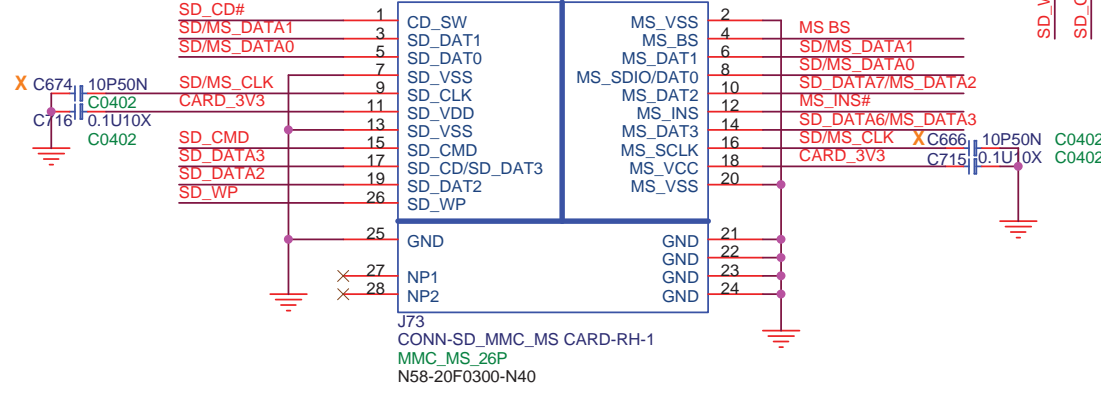 SD_CD# 1 CD_SW MS_VSS 2
SD/MS_DATA1 3 SD_DAT1 MS_BS 4 MS BS
SD/MS_DATA0 5 SD_DAT0 MS_DAT1 6 SD/MS_DATA1
7 SD_VSS MS_SDIO/DAT0 8 SD/MS_DATA0
X C674 10P50N C0402 SD/MS_CLK 9 SD_CLK MS_DAT2 10 SD_DATA7/MS_DATA2
C716 0.1U10X C0402 CARD_3V3 11 SD_VDD MS_INS 12 MS_INS#
13 SD_VSS MS_DAT3 14 SD_DATA6/MS_DATA3
SD_CMD 15 SD_CMD MS_SCLK 16 SD/MS_CLK X C666 10P50N C0402
SD_DATA3 17 SD_CD/SD_DAT3 MS_VCC 18 CARD_3V3 C715 0.1U10X C0402
SD_DATA2 19 SD_DAT2 MS_VSS 20
SD_WP 26 SD_WP
25 GND GND 21
GND 22
27 NP1 GND 23
28 NP2 GND 24
J73
CONN-SD_MMC_MS CARD-RH-1
MMC_MS_26P
N58-20F0300-N40